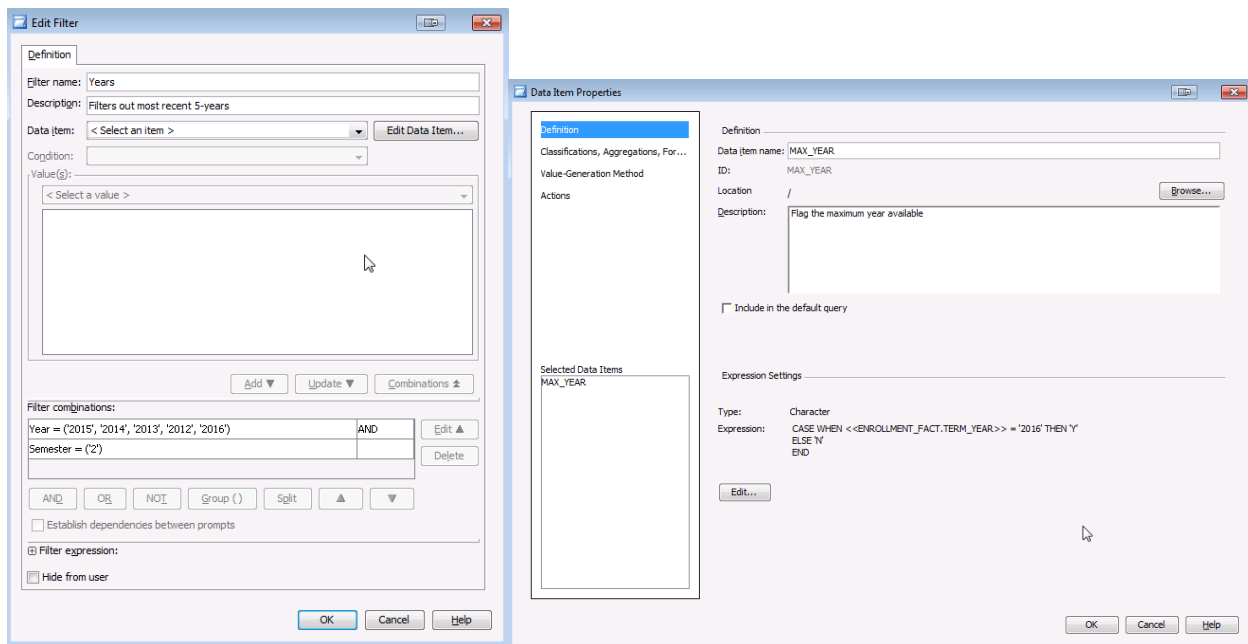 Edit Filter
Definition
Filter name: Years
Description: Filters out most recent 5-years
Data item: < Select an item > Edit Data Item...
Condition:
Value(s):
< Select a value >
Add ▼ Update ▼ Combinations ⯭
Filter combinations:
Year = ('2015', '2014', '2013', '2012', '2016') AND Edit ▲
Semester = ('2')
Delete
AND OR NOT Group ( ) Split ▲ ▼
Establish dependencies between prompts
Filter expression:
Hide from user
OK Cancel Help
Data Item Properties
Definition
Classifications, Aggregations, For...
Value-Generation Method
Actions
Selected Data Items
MAX_YEAR
Definition
Data item name: MAX_YEAR
ID: MAX_YEAR
Location / Browse...
Description: Flag the maximum year available
Include in the default query
Expression Settings
Type: Character
Expression: CASE WHEN <<ENROLLMENT_FACT.TERM_YEAR>> = '2016' THEN 'Y'
ELSE 'N'
END
Edit...
OK Cancel Help